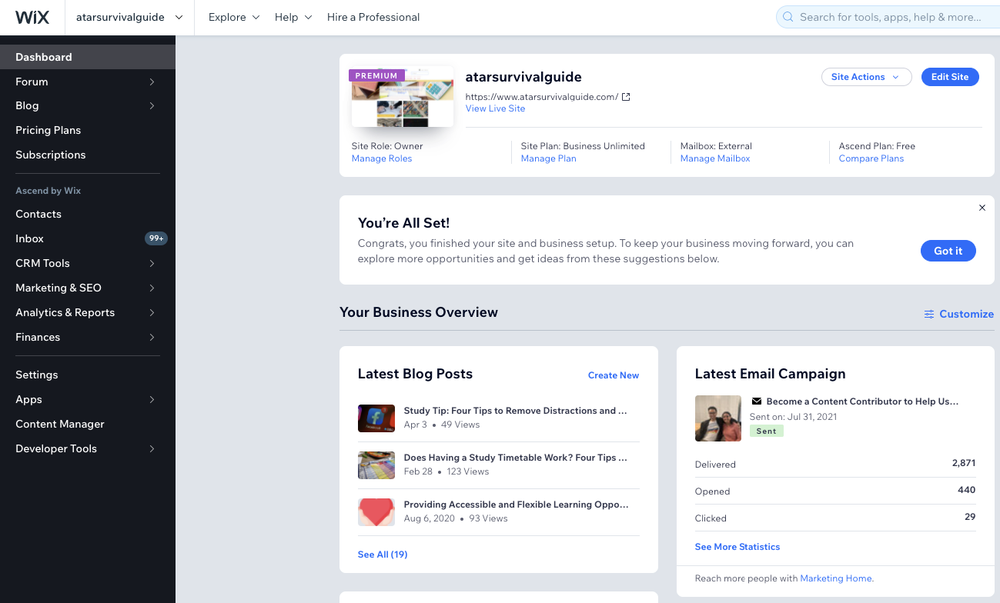 WiX
atarsurvivalguide
Explore
Help
Hire a Professional
Search for tools, apps, help & more...
Dashboard
Forum
Blog
Pricing Plans
Subscriptions
Ascend by Wix
Contacts
Inbox
99+
CRM Tools
Marketing & SEO
Analytics & Reports
Finances
Settings
Apps
Content Manager
Developer Tools
PREMIUM
atarsurvivalguide
https://www.atarsurvivalguide.com/
View Live Site
Site Actions
Edit Site
Site Role: Owner
Manage Roles
Site Plan: Business Unlimited
Manage Plan
Mailbox: External
Manage Mailbox
Ascend Plan: Free
Compare Plans
You're All Set!
Congrats, you finished your site and business setup. To keep your business moving forward, you can
explore more opportunities and get ideas from these suggestions below.
Got it
Your Business Overview
Customize
Latest Blog Posts
Create New
Study Tip: Four Tips to Remove Distractions and ...
Apr 3 • 49 Views
Does Having a Study Timetable Work? Four Tips ...
Feb 28 • 123 Views
Providing Accessible and Flexible Learning Oppo...
Aug 6, 2020 • 93 Views
See All (19)
Latest Email Campaign
Become a Content Contributor to Help Us...
Sent on: Jul 31, 2021
Sent
Delivered 2,871
Opened 440
Clicked 29
See More Statistics
Reach more people with Marketing Home.